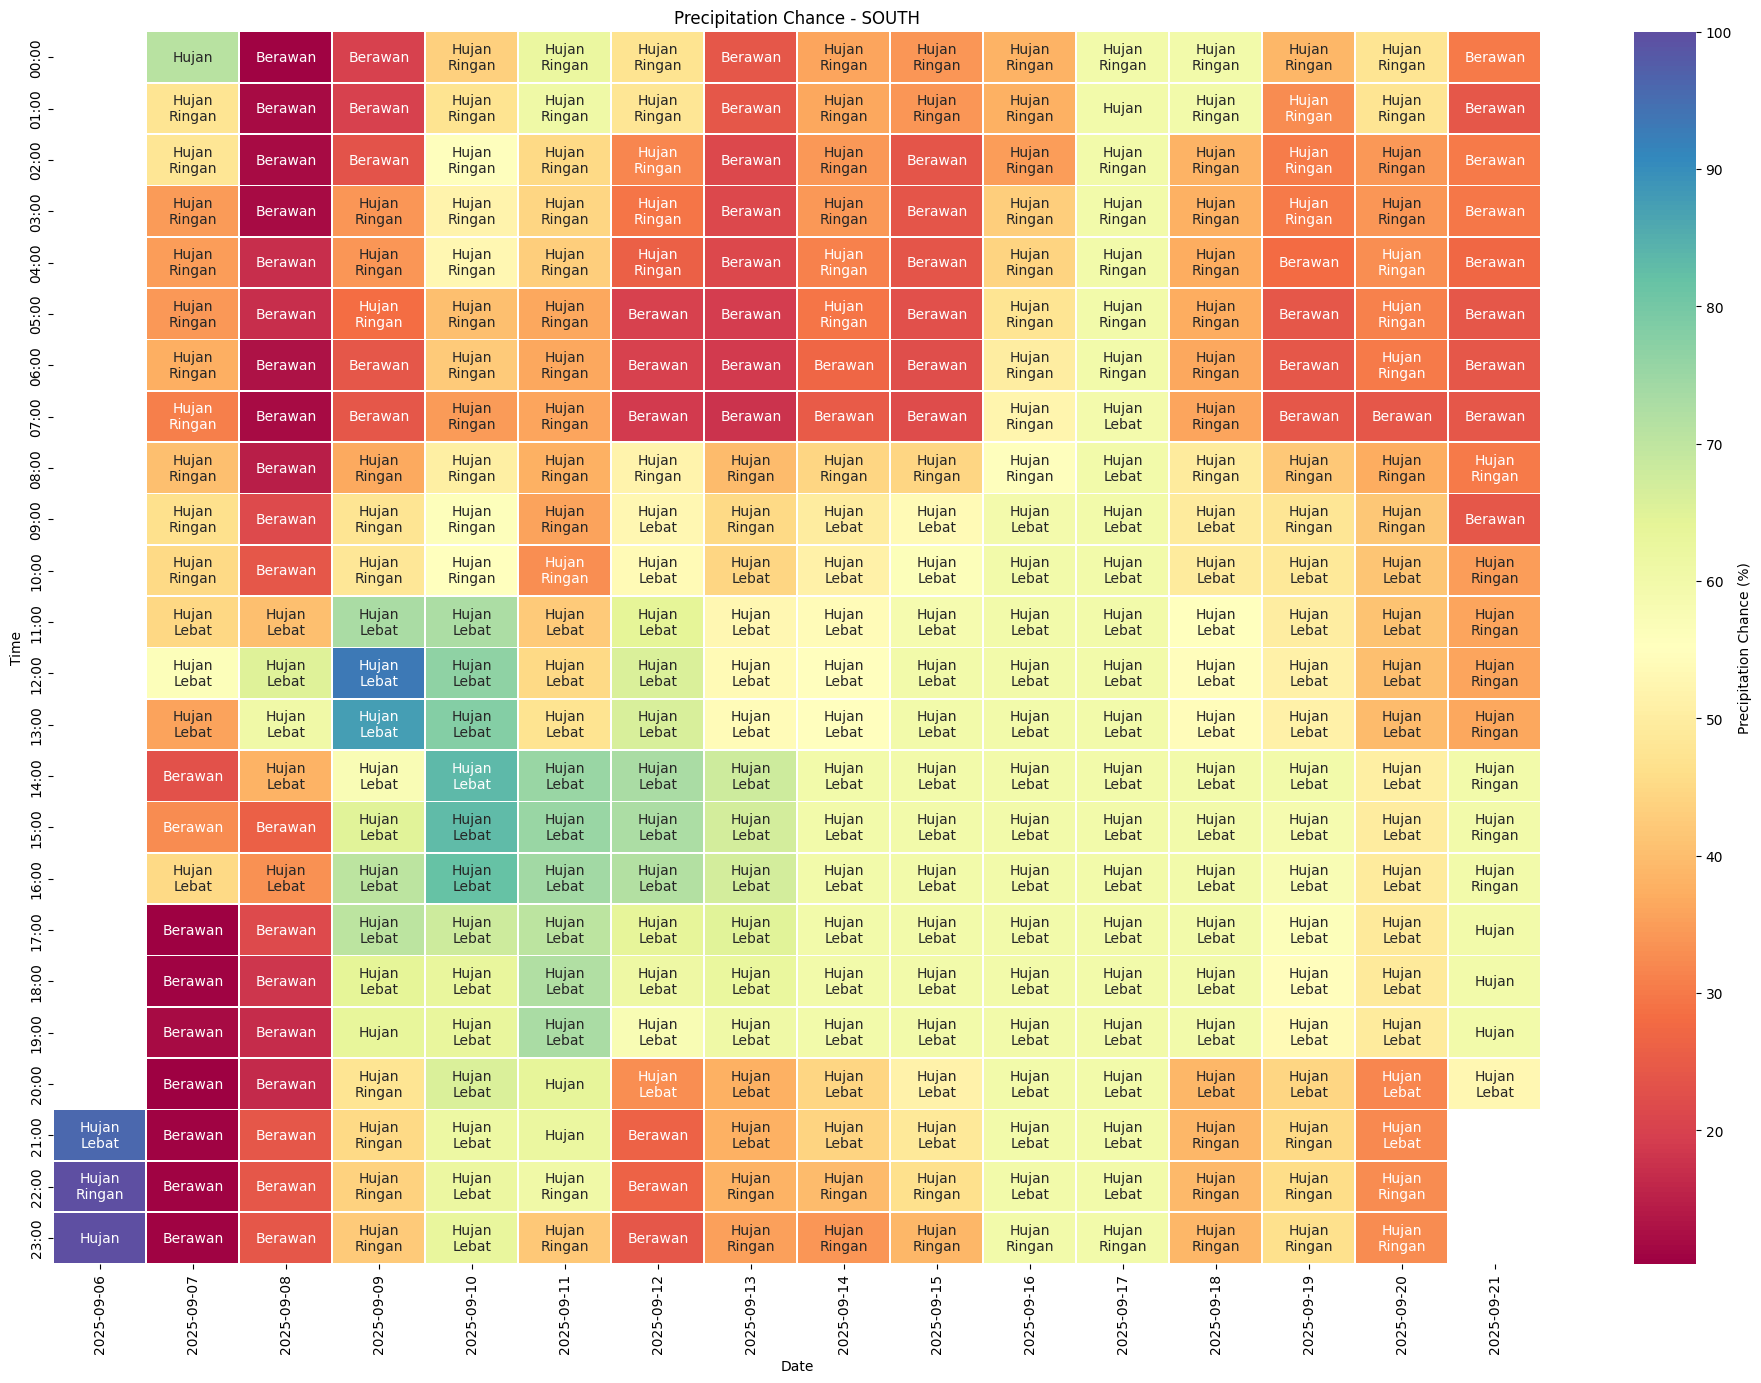 Precipitation Chance - SOUTH
00:00 Hujan Berawan Berawan Hujan Ringan Hujan Ringan Hujan Ringan Berawan Hujan Ringan Hujan Ringan Hujan Ringan Hujan Ringan Hujan Ringan Hujan Ringan Hujan Ringan Berawan
01:00 Hujan Ringan Berawan Berawan Hujan Ringan Hujan Ringan Hujan Ringan Berawan Hujan Ringan Hujan Ringan Hujan Ringan Hujan Hujan Ringan Hujan Ringan Hujan Ringan Berawan
02:00 Hujan Ringan Berawan Berawan Hujan Ringan Hujan Ringan Hujan Ringan Berawan Hujan Ringan Berawan Hujan Ringan Hujan Ringan Hujan Ringan Hujan Ringan Hujan Ringan Berawan
03:00 Hujan Ringan Berawan Hujan Ringan Hujan Ringan Hujan Ringan Hujan Ringan Berawan Hujan Ringan Berawan Hujan Ringan Hujan Ringan Hujan Ringan Hujan Ringan Hujan Ringan Berawan
04:00 Hujan Ringan Berawan Hujan Ringan Hujan Ringan Hujan Ringan Hujan Ringan Berawan Hujan Ringan Berawan Hujan Ringan Hujan Ringan Hujan Ringan Berawan Hujan Ringan Berawan
05:00 Hujan Ringan Berawan Hujan Ringan Hujan Ringan Hujan Ringan Berawan Berawan Hujan Ringan Berawan Hujan Ringan Hujan Ringan Hujan Ringan Berawan Hujan Ringan Berawan
06:00 Hujan Ringan Berawan Berawan Hujan Ringan Hujan Ringan Berawan Berawan Berawan Berawan Hujan Ringan Hujan Ringan Hujan Ringan Berawan Hujan Ringan Berawan
07:00 Hujan Ringan Berawan Berawan Hujan Ringan Hujan Ringan Berawan Berawan Berawan Berawan Hujan Ringan Hujan Lebat Hujan Ringan Berawan Berawan Berawan
08:00 Hujan Ringan Berawan Hujan Ringan Hujan Ringan Hujan Ringan Hujan Ringan Hujan Ringan Hujan Ringan Hujan Ringan Hujan Ringan Hujan Lebat Hujan Ringan Hujan Ringan Hujan Ringan Hujan Ringan
09:00 Hujan Ringan Berawan Hujan Ringan Hujan Ringan Hujan Ringan Hujan Lebat Hujan Ringan Hujan Lebat Hujan Lebat Hujan Lebat Hujan Lebat Hujan Lebat Hujan Ringan Hujan Ringan Berawan
10:00 Hujan Ringan Berawan Hujan Ringan Hujan Ringan Hujan Ringan Hujan Lebat Hujan Lebat Hujan Lebat Hujan Lebat Hujan Lebat Hujan Lebat Hujan Lebat Hujan Lebat Hujan Lebat Hujan Ringan
11:00 Hujan Lebat Hujan Lebat Hujan Lebat Hujan Lebat Hujan Lebat Hujan Lebat Hujan Lebat Hujan Lebat Hujan Lebat Hujan Lebat Hujan Lebat Hujan Lebat Hujan Lebat Hujan Lebat Hujan Ringan
12:00 Hujan Lebat Hujan Lebat Hujan Lebat Hujan Lebat Hujan Lebat Hujan Lebat Hujan Lebat Hujan Lebat Hujan Lebat Hujan Lebat Hujan Lebat Hujan Lebat Hujan Lebat Hujan Lebat Hujan Ringan
13:00 Hujan Lebat Hujan Lebat Hujan Lebat Hujan Lebat Hujan Lebat Hujan Lebat Hujan Lebat Hujan Lebat Hujan Lebat Hujan Lebat Hujan Lebat Hujan Lebat Hujan Lebat Hujan Lebat Hujan Ringan
14:00 Berawan Hujan Lebat Hujan Lebat Hujan Lebat Hujan Lebat Hujan Lebat Hujan Lebat Hujan Lebat Hujan Lebat Hujan Lebat Hujan Lebat Hujan Lebat Hujan Lebat Hujan Lebat Hujan Ringan
15:00 Berawan Berawan Hujan Lebat Hujan Lebat Hujan Lebat Hujan Lebat Hujan Lebat Hujan Lebat Hujan Lebat Hujan Lebat Hujan Lebat Hujan Lebat Hujan Lebat Hujan Lebat Hujan Ringan
16:00 Hujan Lebat Hujan Lebat Hujan Lebat Hujan Lebat Hujan Lebat Hujan Lebat Hujan Lebat Hujan Lebat Hujan Lebat Hujan Lebat Hujan Lebat Hujan Lebat Hujan Lebat Hujan Lebat Hujan Ringan
17:00 Berawan Berawan Hujan Lebat Hujan Lebat Hujan Lebat Hujan Lebat Hujan Lebat Hujan Lebat Hujan Lebat Hujan Lebat Hujan Lebat Hujan Lebat Hujan Lebat Hujan Lebat Hujan
18:00 Berawan Berawan Hujan Lebat Hujan Lebat Hujan Lebat Hujan Lebat Hujan Lebat Hujan Lebat Hujan Lebat Hujan Lebat Hujan Lebat Hujan Lebat Hujan Lebat Hujan Lebat Hujan
19:00 Berawan Berawan Hujan Hujan Lebat Hujan Lebat Hujan Lebat Hujan Lebat Hujan Lebat Hujan Lebat Hujan Lebat Hujan Lebat Hujan Lebat Hujan Lebat Hujan Lebat Hujan
20:00 Berawan Berawan Hujan Ringan Hujan Lebat Hujan Hujan Lebat Hujan Lebat Hujan Lebat Hujan Lebat Hujan Lebat Hujan Lebat Hujan Lebat Hujan Lebat Hujan Lebat Hujan Lebat
21:00 Hujan Lebat Berawan Berawan Hujan Ringan Hujan Lebat Hujan Berawan Hujan Lebat Hujan Lebat Hujan Lebat Hujan Lebat Hujan Lebat Hujan Ringan Hujan Ringan Hujan Lebat
22:00 Hujan Ringan Berawan Berawan Hujan Ringan Hujan Lebat Hujan Ringan Berawan Hujan Ringan Hujan Ringan Hujan Ringan Hujan Lebat Hujan Lebat Hujan Ringan Hujan Ringan Hujan Ringan
23:00 Hujan Berawan Berawan Hujan Ringan Hujan Lebat Hujan Ringan Berawan Hujan Ringan Hujan Ringan Hujan Ringan Hujan Ringan Hujan Ringan Hujan Ringan Hujan Ringan Hujan Ringan
Time
2025-09-06 2025-09-07 2025-09-08 2025-09-09 2025-09-10 2025-09-11 2025-09-12 2025-09-13 2025-09-14 2025-09-15 2025-09-16 2025-09-17 2025-09-18 2025-09-19 2025-09-20 2025-09-21
Date
100
90
80
70
60
50
40
30
20
Precipitation Chance (%)